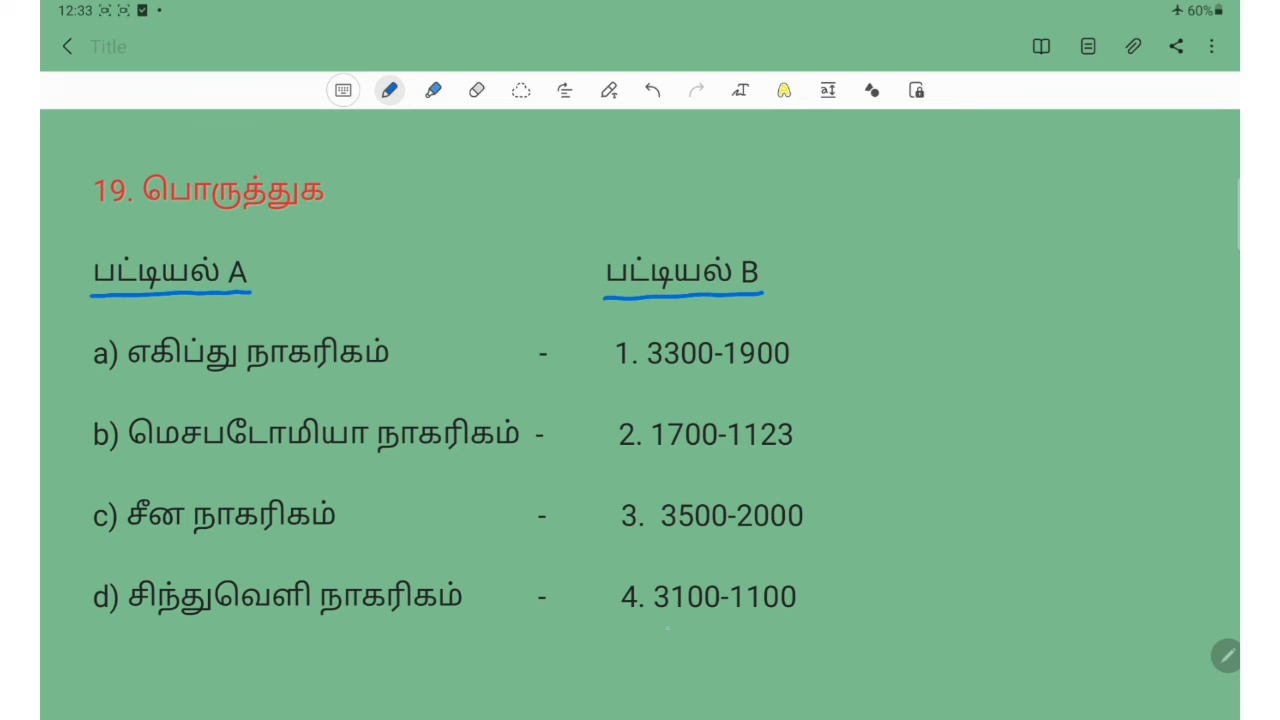 12:33
60%
Title
19. பொருத்துக
பட்டியல் A பட்டியல் B
a) எகிப்து நாகரிகம் - 1. 3300-1900
b) மெசபடோமியா நாகரிகம் - 2. 1700-1123
c) சீன நாகரிகம் - 3. 3500-2000
d) சிந்துவெளி நாகரிகம் - 4. 3100-1100